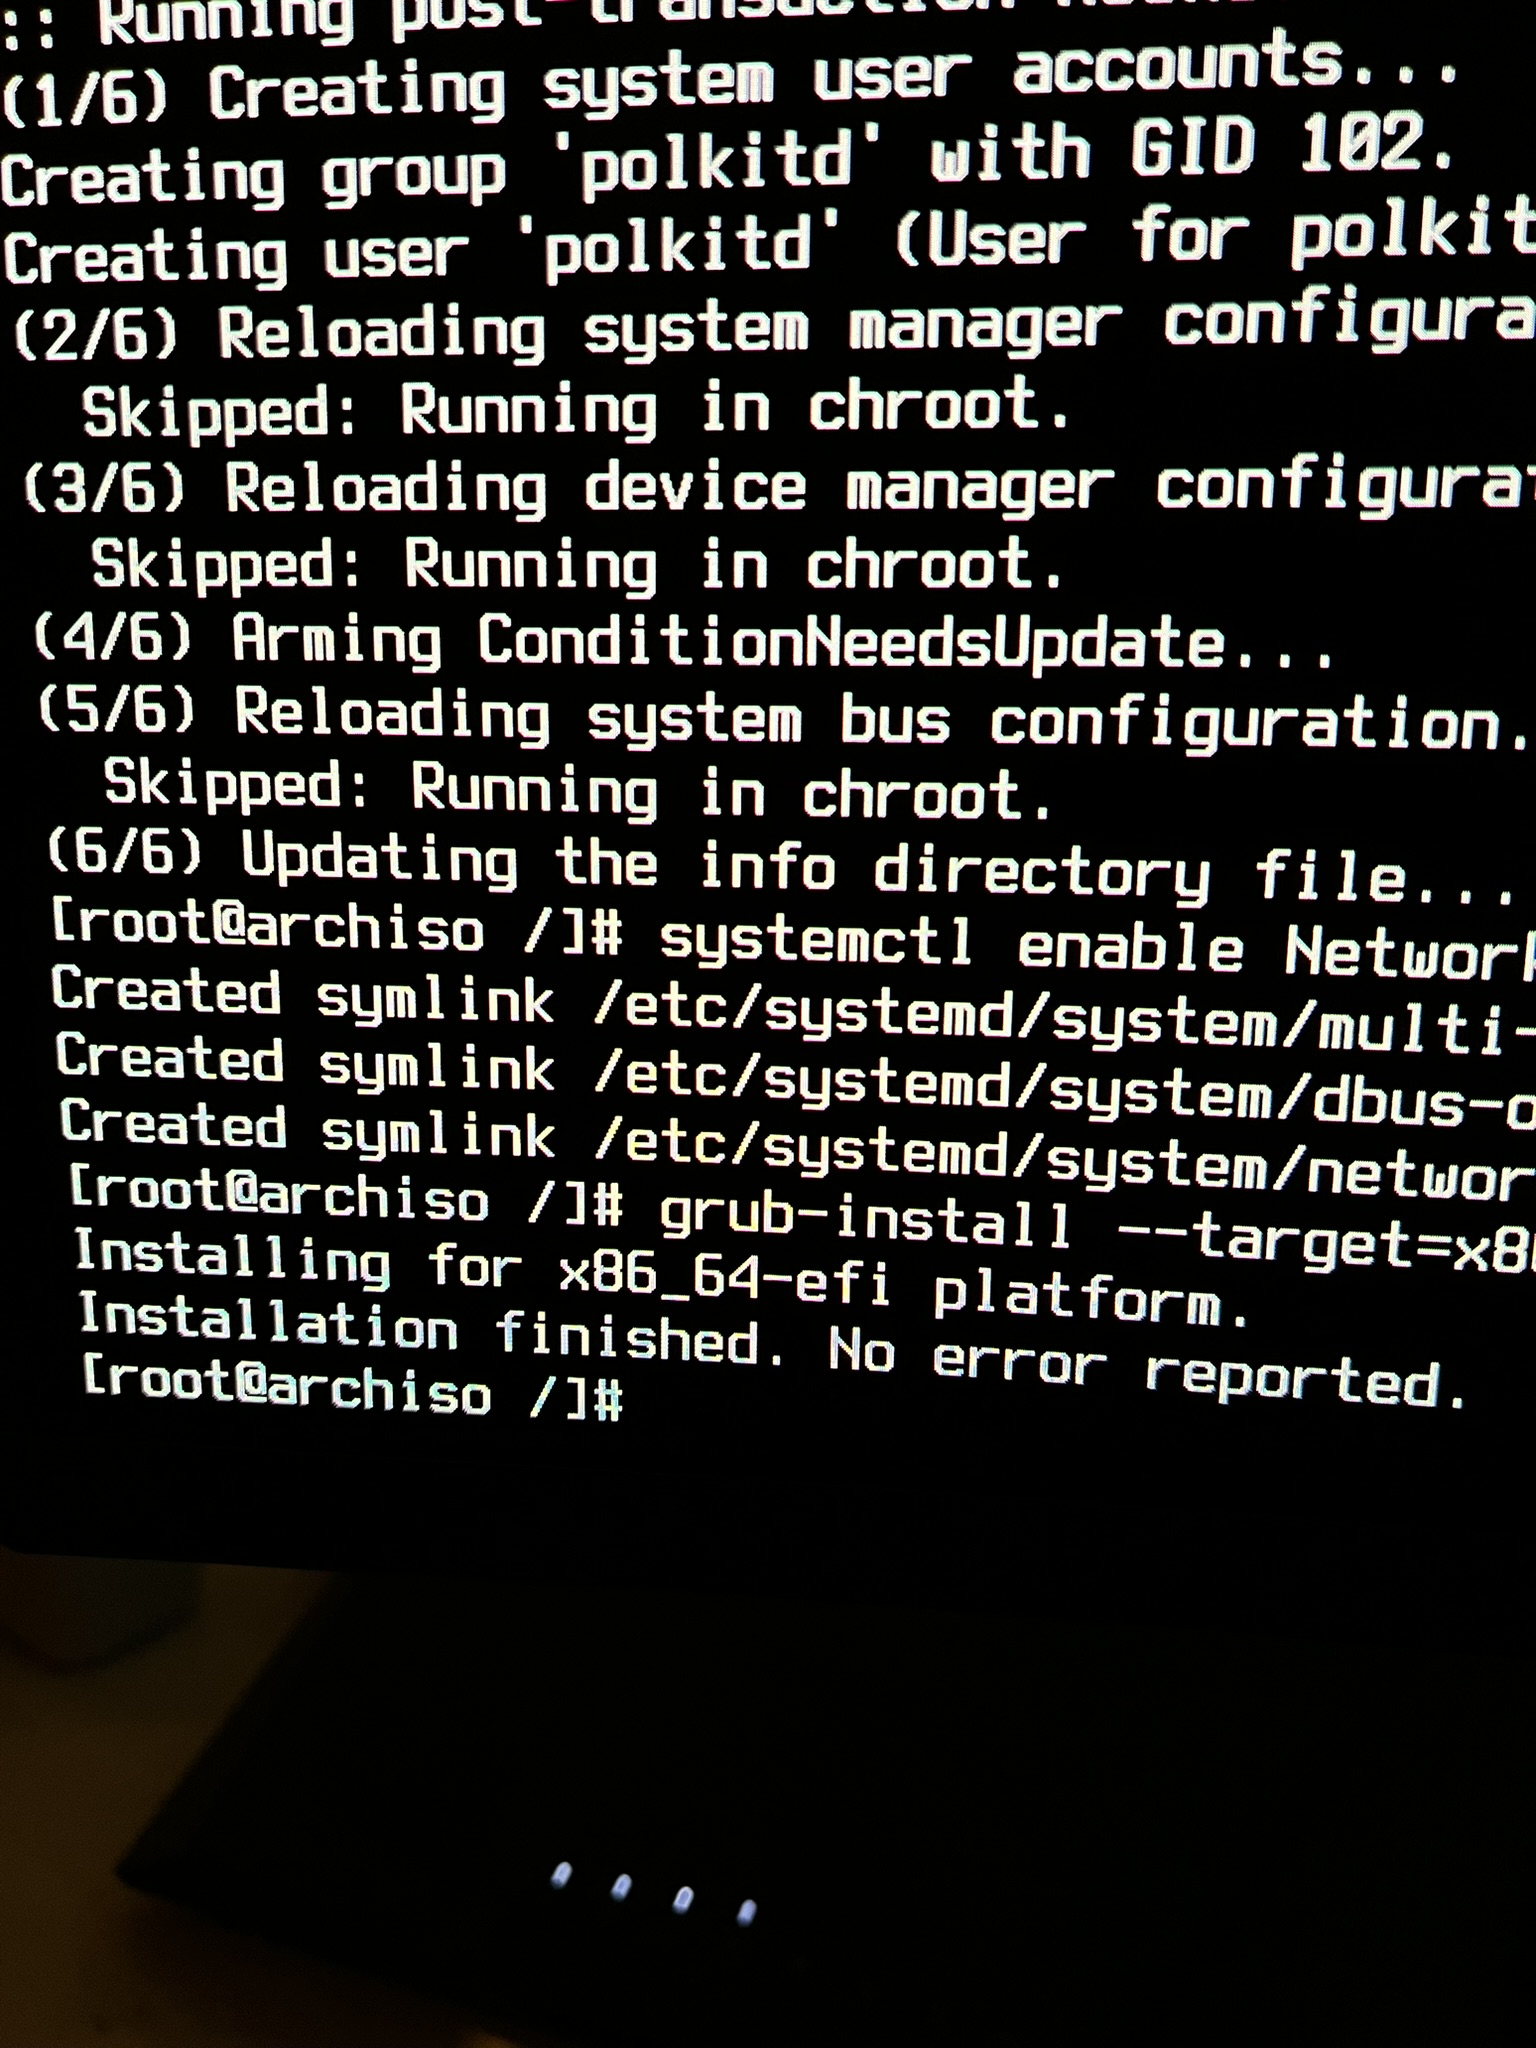 :: Running post-transaction
(1/6) Creating system user accounts...
Creating group 'polkitd' with GID 102.
Creating user 'polkitd' (User for polkit
(2/6) Reloading system manager configura
Skipped: Running in chroot.
(3/6) Reloading device manager configurat
Skipped: Running in chroot.
(4/6) Arming ConditionNeedsUpdate...
(5/6) Reloading system bus configuration.
Skipped: Running in chroot.
(6/6) Updating the info directory file...
[root@archiso /]# systemctl enable Network
Created symlink /etc/systemd/system/multi-
Created symlink /etc/systemd/system/dbus-o
Created symlink /etc/systemd/system/networ
[root@archiso /]# grub-install --target=x8
Installing for x86_64-efi platform.
Installation finished. No error reported.
[root@archiso /]#